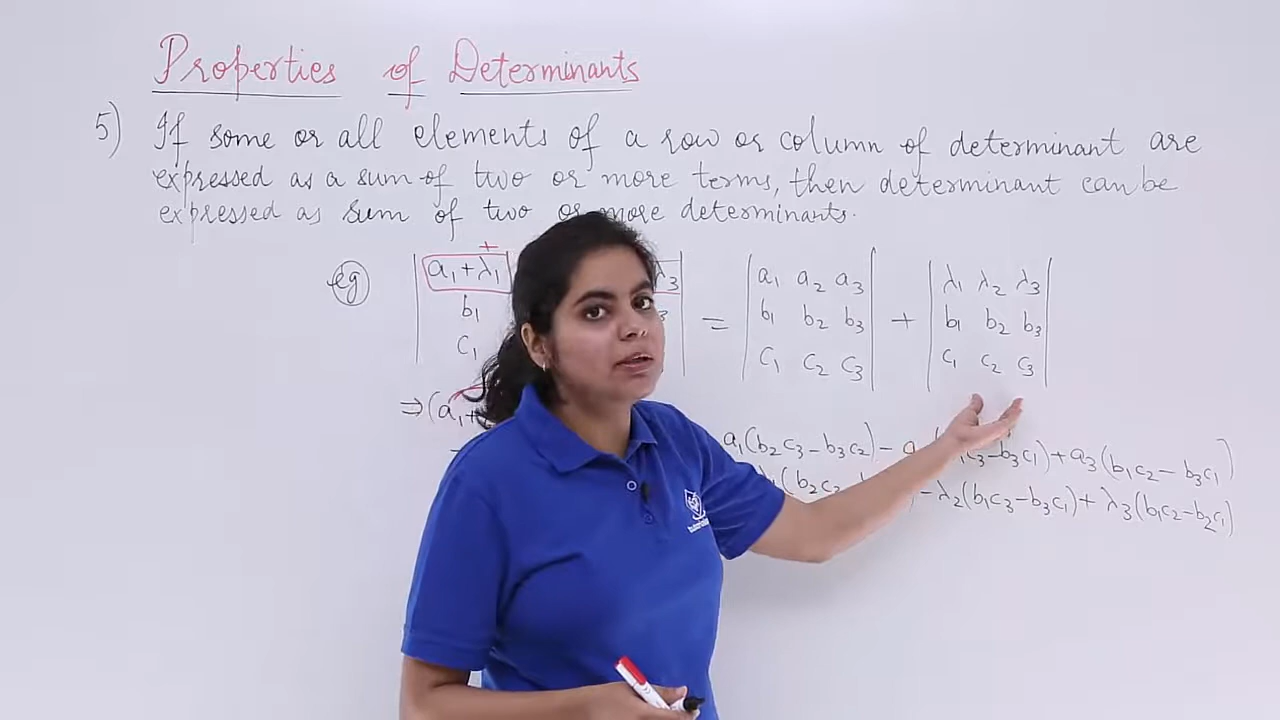 Properties of Determinants
5) If some or all elements of a row or column of determinant are
expressed as a sum of two or more terms, then determinant can be
expressed as sum of two or more determinants.
+
eg | a₁+λ₁ λ₃ | = | a₁ a₂ a₃ | + | λ₁ λ₂ λ₃ |
| b₁ ₃ | | b₁ b₂ b₃ | | b₁ b₂ b₃ |
| c₁ | | c₁ c₂ c₃ | | c₁ c₂ c₃ |
⇒ (a₁+ a₁(b₂c₃ - b₃c₂) - c₃ - b₃c₁) + a₃(b₁c₂ - b₃c₁)
(b₂c₂ - λ₂(b₁c₃ - b₃c₁) + λ₃(b₁c₂ - b₂c₁)